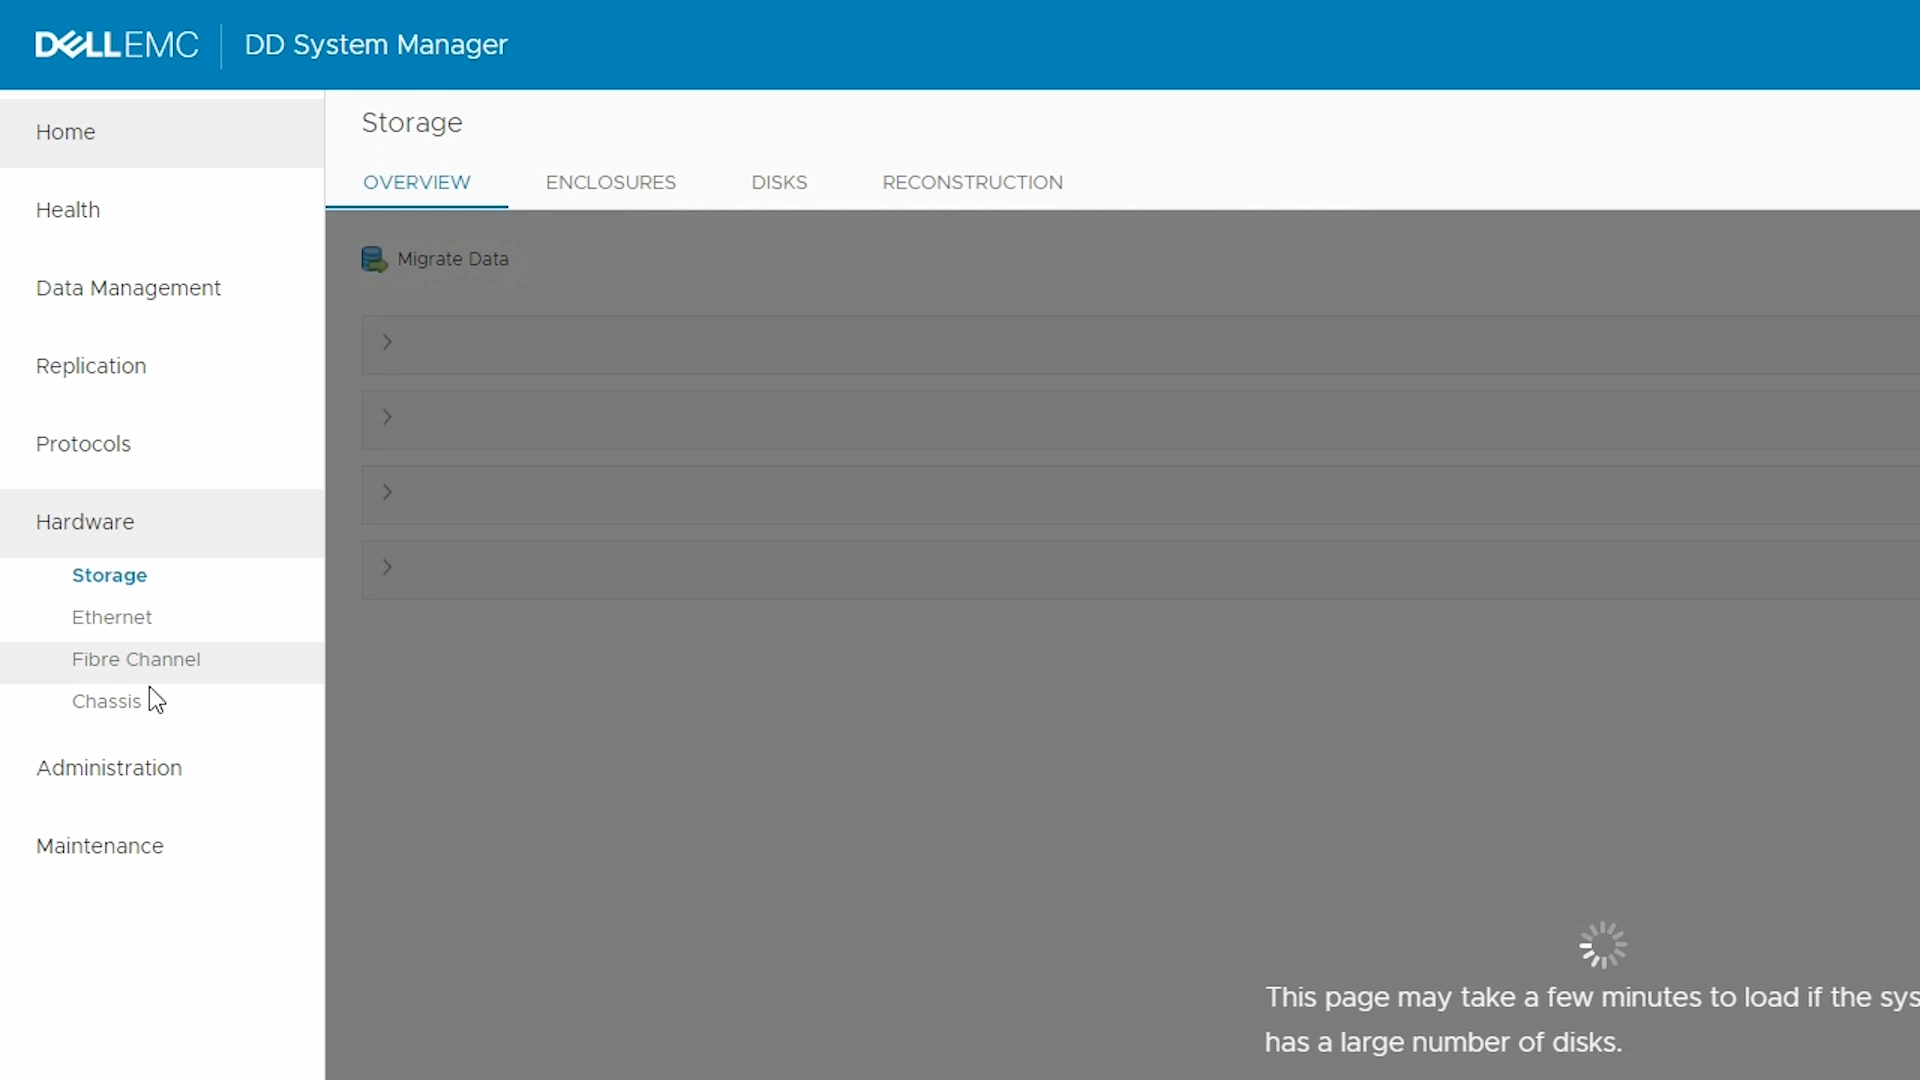 DELLEMC DD System Manager
Home
Health
Data Management
Replication
Protocols
Hardware
Storage
Ethernet
Fibre Channel
Chassis
Administration
Maintenance
Storage
OVERVIEW ENCLOSURES DISKS RECONSTRUCTION
Migrate Data
This page may take a few minutes to load if the sys
has a large number of disks.